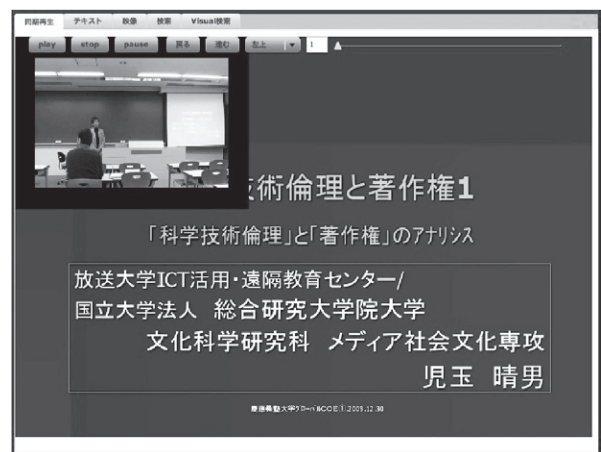 同期再生 テキスト 映像 検索 Visual検索
play stop pause 戻る 進む 左上 1
術倫理と著作権1
「科学技術倫理」と「著作権」のアナリシス
放送大学ICT活用・遠隔教育センター/
国立大学法人 総合研究大学院大学
文化科学研究科 メディア社会文化専攻
児玉 晴男